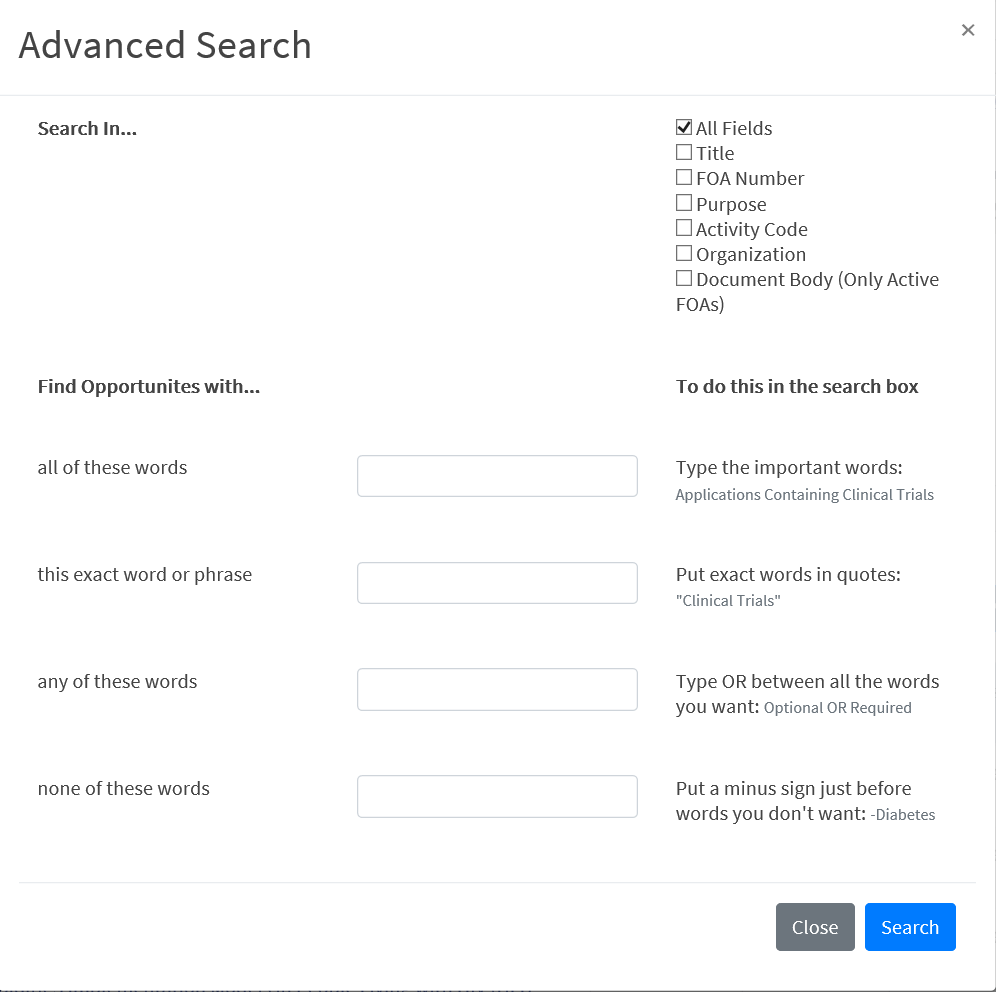 Advanced Search
×
Search In...
All Fields
Title
FOA Number
Purpose
Activity Code
Organization
Document Body (Only Active
FOAs)
Find Opportunites with...
To do this in the search box
all of these words
Type the important words:
Applications Containing Clinical Trials
this exact word or phrase
Put exact words in quotes:
"Clinical Trials"
any of these words
Type OR between all the words
you want: Optional OR Required
none of these words
Put a minus sign just before
words you don't want: -Diabetes
Close
Search